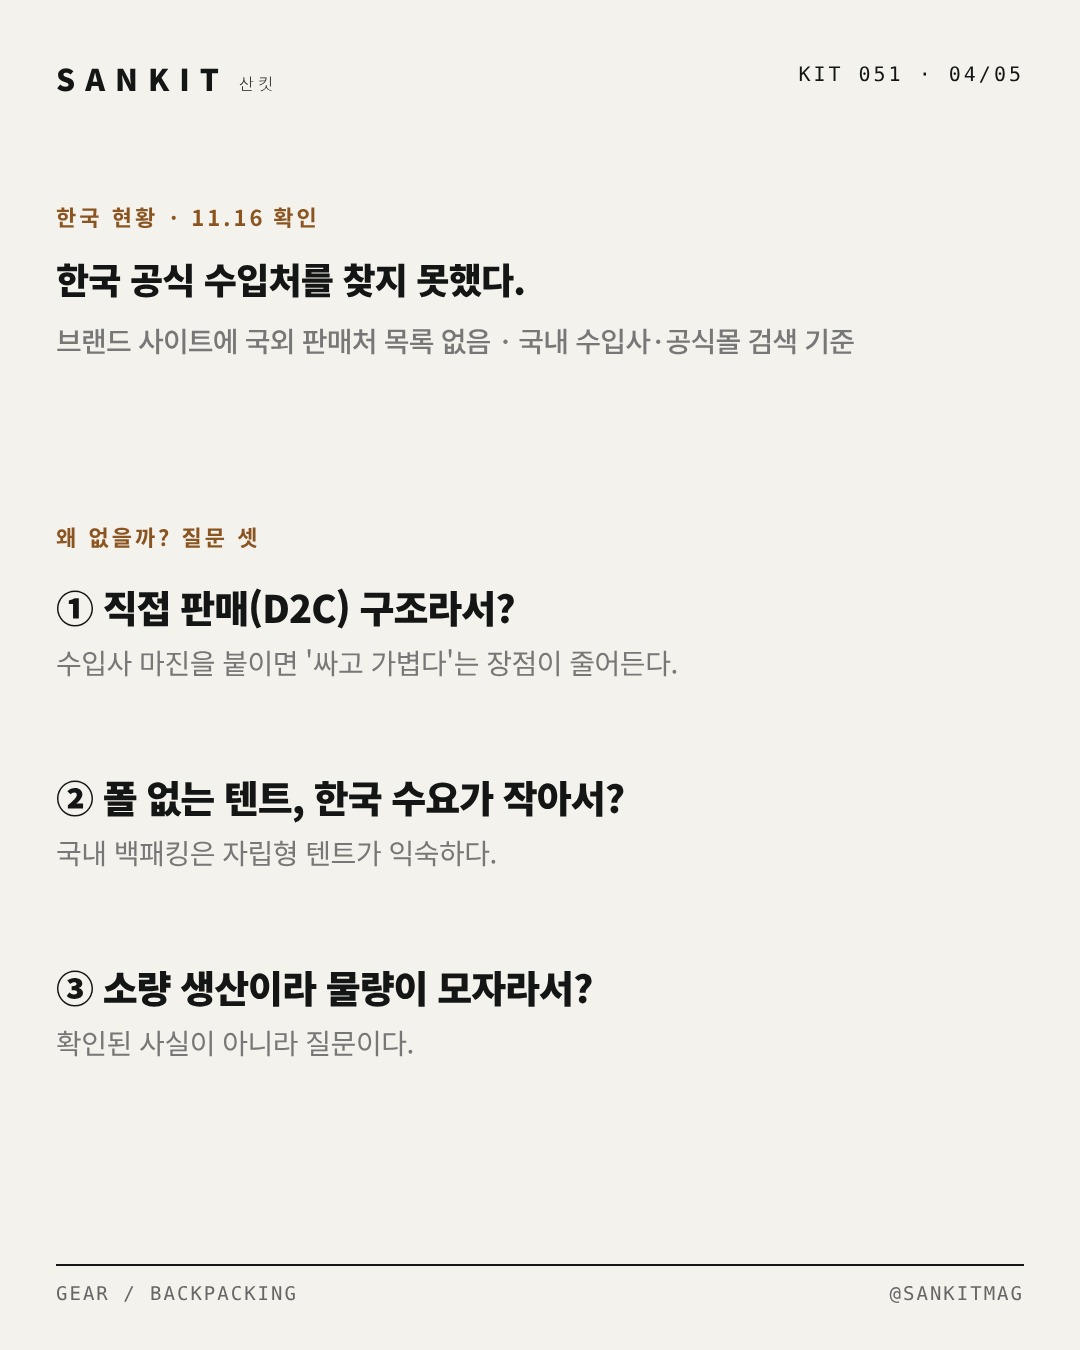 SANKIT 산킷
KIT 051 · 04/05
한국 현황 · 11.16 확인
한국 공식 수입처를 찾지 못했다.
브랜드 사이트에 국외 판매처 목록 없음 · 국내 수입사·공식몰 검색 기준
왜 없을까? 질문 셋
① 직접 판매(D2C) 구조라서?
수입사 마진을 붙이면 '싸고 가볍다'는 장점이 줄어든다.
② 폴 없는 텐트, 한국 수요가 작아서?
국내 백패킹은 자립형 텐트가 익숙하다.
③ 소량 생산이라 물량이 모자라서?
확인된 사실이 아니라 질문이다.
GEAR / BACKPACKING
@SANKITMAG